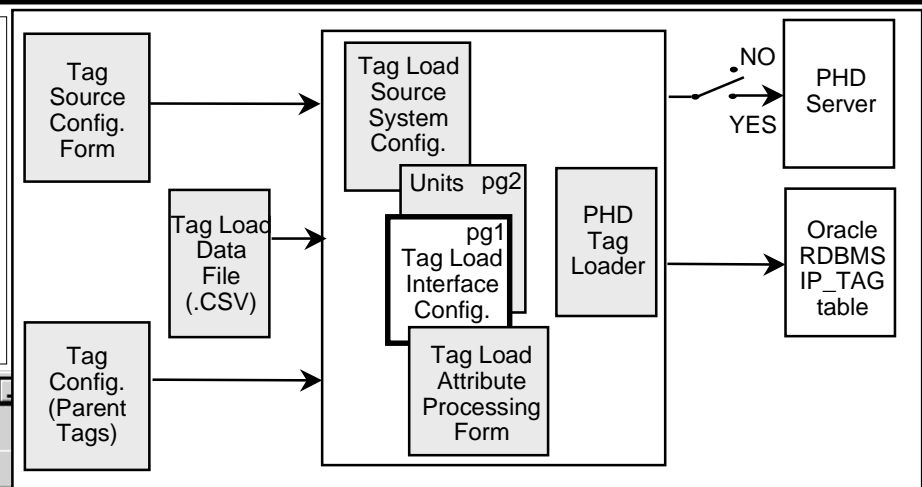 Tag
Source
Config.
Form
Tag Load
Data
File
(.CSV)
Tag
Config.
(Parent
Tags)
Tag Load
Source
System
Config.
Units pg2
pg1
Tag Load
Interface
Config.
Tag Load
Attribute
Processing
Form
PHD
Tag
Loader
NO
YES
PHD
Server
Oracle
RDBMS
IP_TAG
table